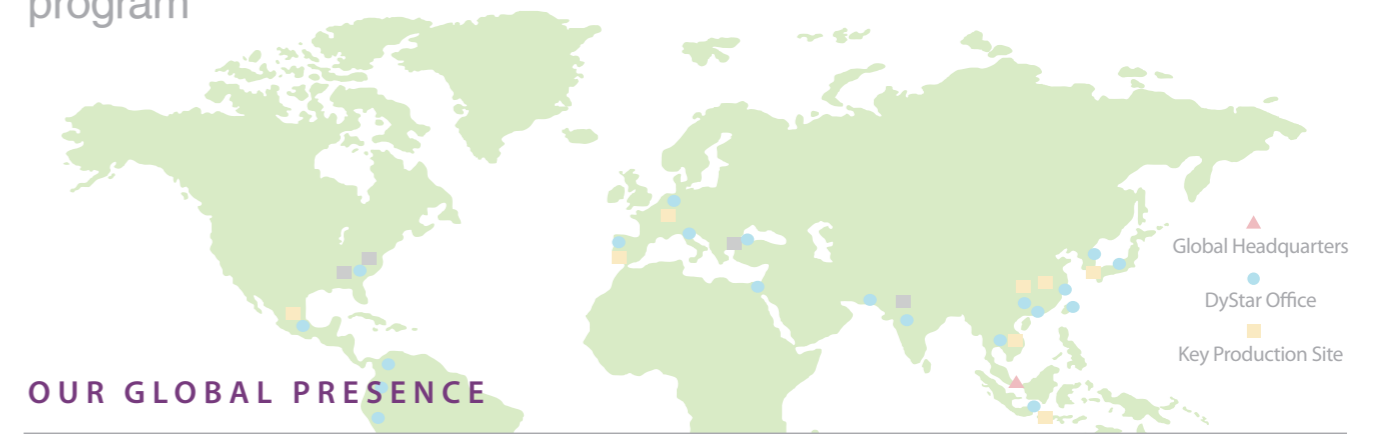 program
Global Headquarters
DyStar Office
Key Production Site
OUR GLOBAL PRESENCE